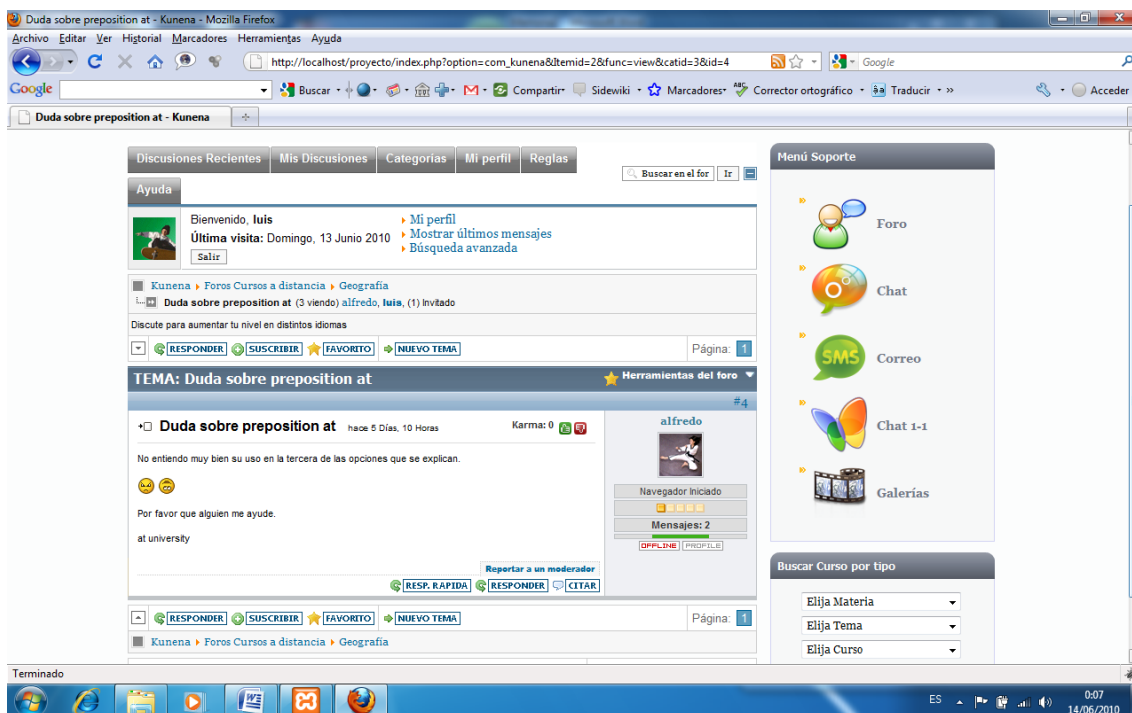 Duda sobre preposition at - Kunena - Mozilla Firefox
Archivo Editar Ver Historial Marcadores Herramientas Ayuda
http://localhost/proyecto/index.php?option=com_kunena&Itemid=2&func=view&catid=3&id=4 Google
Google Buscar Compartir Sidewiki Marcadores Corrector ortográfico Traducir » Acceder
Duda sobre preposition at - Kunena
Discusiones Recientes Mis Discusiones Categorias Mi perfil Reglas
Buscar en el for Ir
Ayuda
Bienvenido, luis
Última visita: Domingo, 13 Junio 2010
Salir
Mi perfil
Mostrar últimos mensajes
Búsqueda avanzada
Kunena Foros Cursos a distancia Geografía
Duda sobre preposition at (3 viendo) alfredo, luis, (1) Invitado
Discute para aumentar tu nivel en distintos idiomas
RESPONDER SUSCRIBIR FAVORITO NUEVO TEMA Página: 1
TEMA: Duda sobre preposition at Herramientas del foro
#4
Duda sobre preposition at hace 5 Días, 10 Horas Karma: 0
No entiendo muy bien su uso en la tercera de las opciones que se explican.
Por favor que alguien me ayude.
at university
alfredo
Navegador Iniciado
Mensajes: 2
OFFLINE PROFILE
Reportar a un moderador
RESP. RAPIDA RESPONDER CITAR
RESPONDER SUSCRIBIR FAVORITO NUEVO TEMA Página: 1
Kunena Foros Cursos a distancia Geografía
Menú Soporte
Foro
Chat
SMS Correo
Chat 1-1
Galerías
Buscar Curso por tipo
Elija Materia
Elija Tema
Elija Curso
Terminado
ES 0:07
14/06/2010